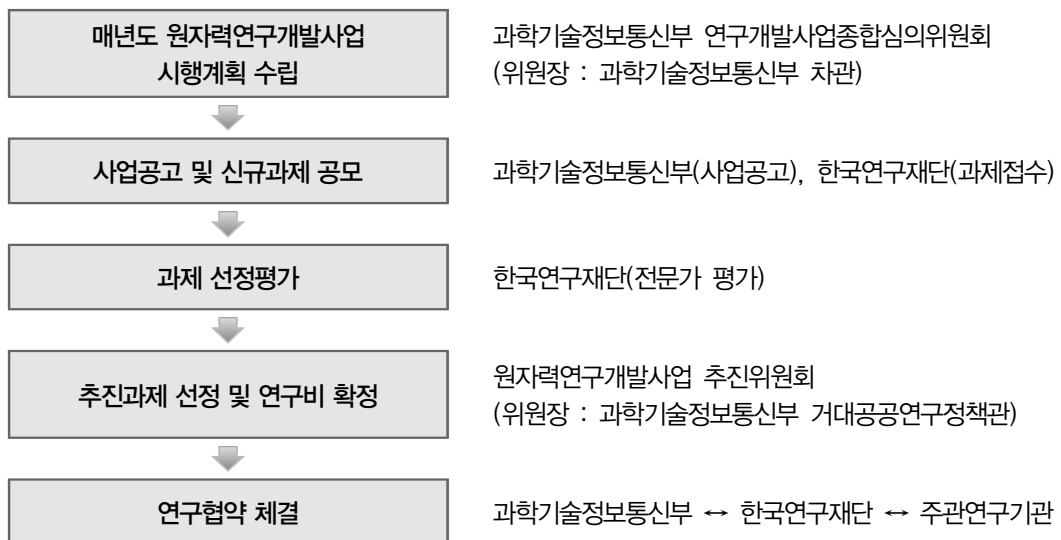 매년도 원자력연구개발사업
시행계획 수립
과학기술정보통신부 연구개발사업종합심의위원회
(위원장 : 과학기술정보통신부 차관)
사업공고 및 신규과제 공모
과학기술정보통신부(사업공고), 한국연구재단(과제접수)
과제 선정평가
한국연구재단(전문가 평가)
추진과제 선정 및 연구비 확정
원자력연구개발사업 추진위원회
(위원장 : 과학기술정보통신부 거대공공연구정책관)
연구협약 체결
과학기술정보통신부 ↔ 한국연구재단 ↔ 주관연구기관